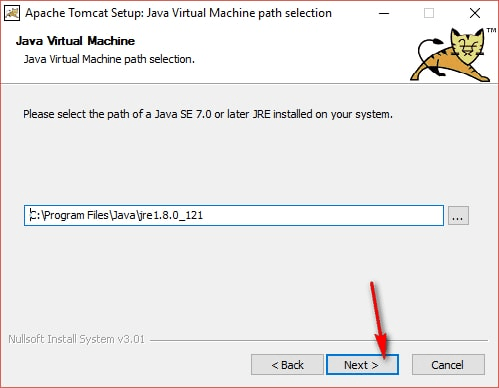 Apache Tomcat Setup: Java Virtual Machine path selection
Java Virtual Machine
Java Virtual Machine path selection.
TM
Please select the path of a Java SE 7.0 or later JRE installed on your system.
C:\Program Files\Java\jre1.8.0_121
...
Nullsoft Install System v3.01
< Back
Next >
Cancel